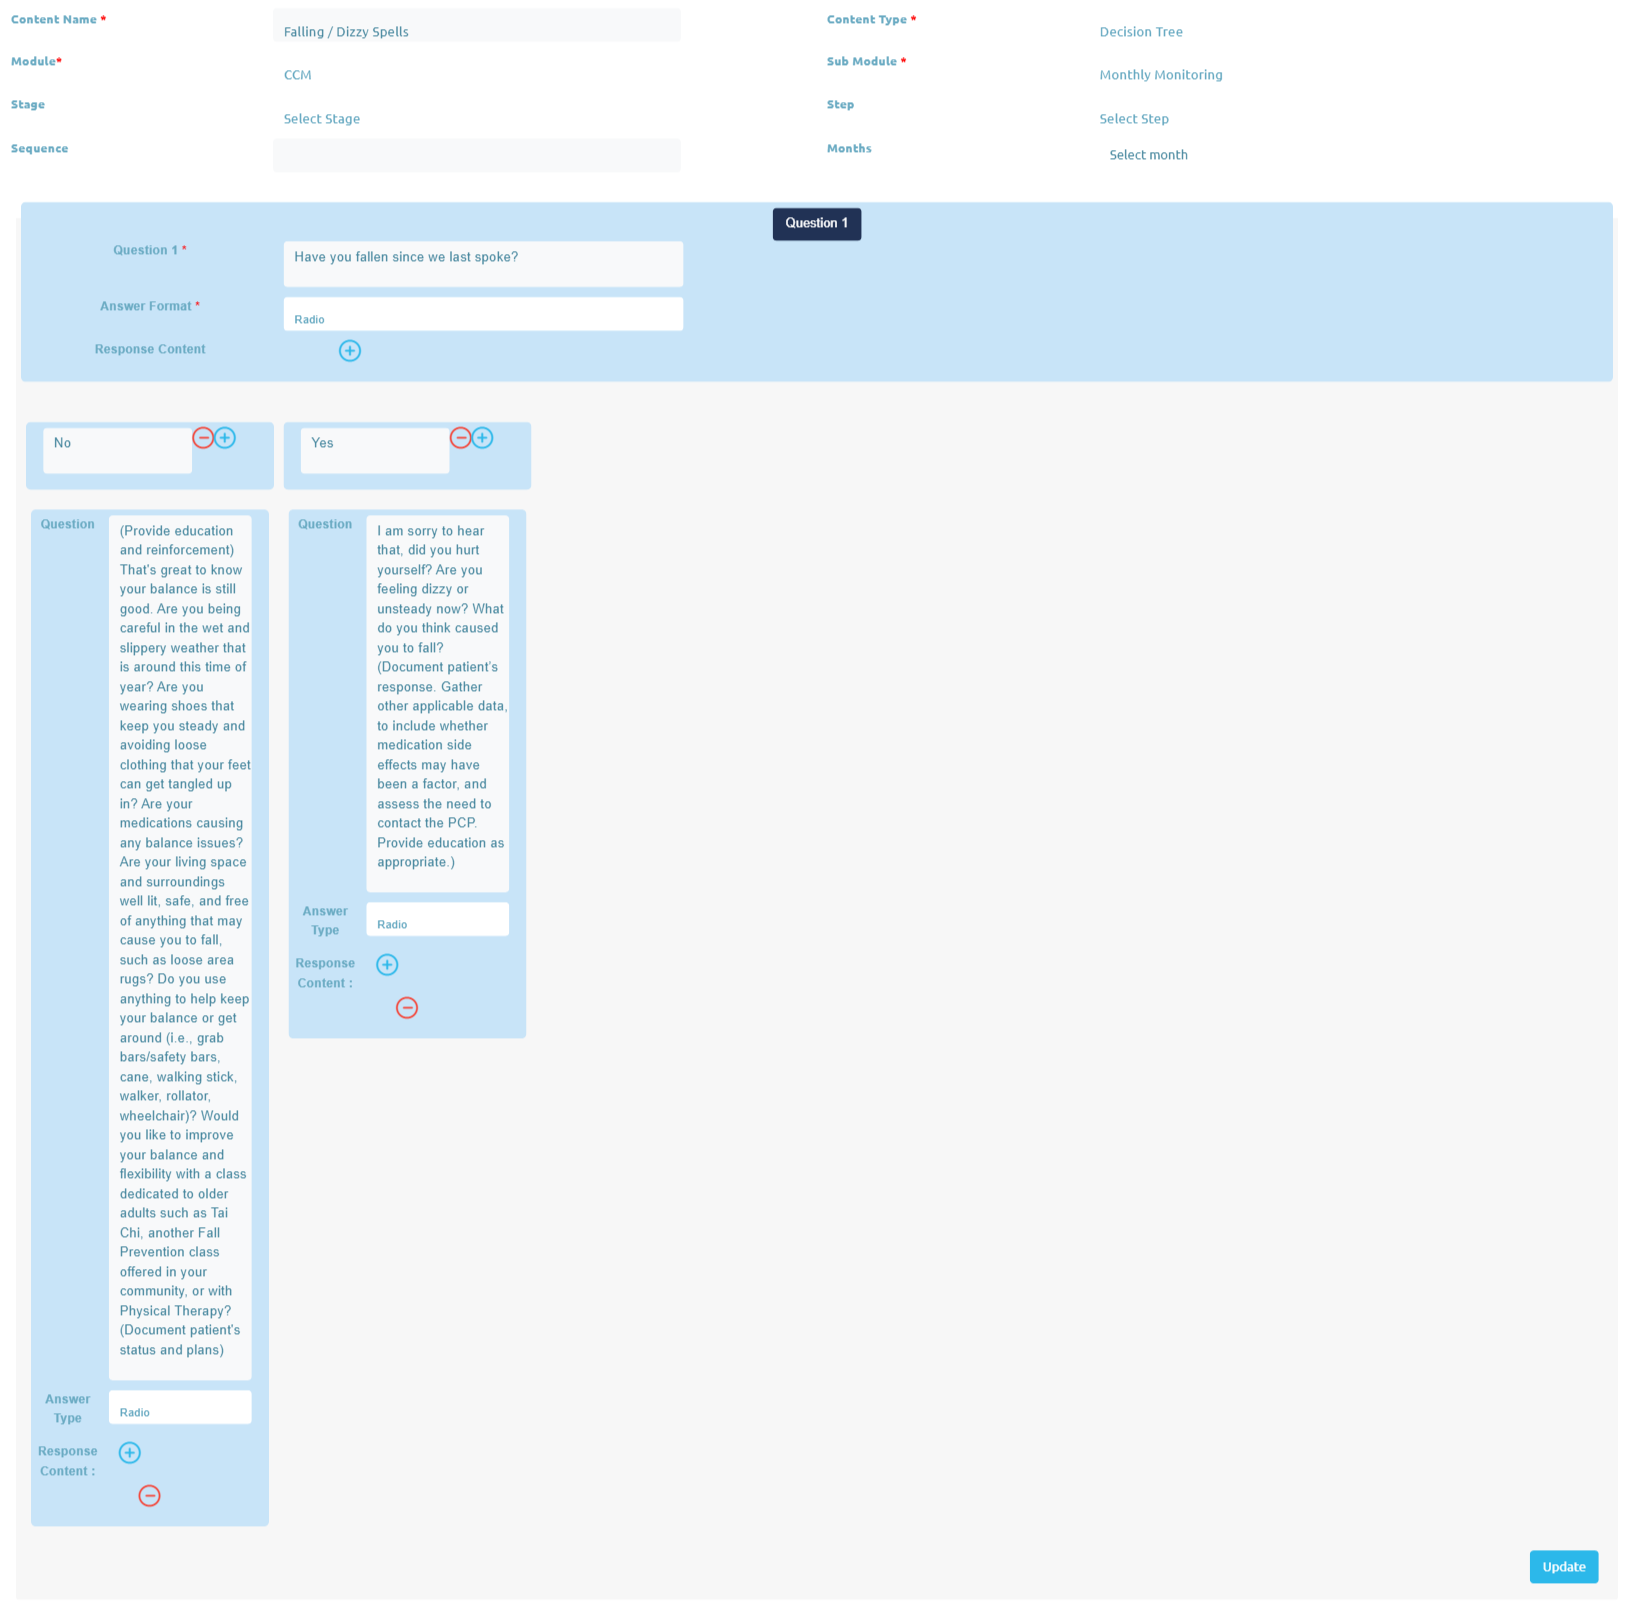 Content Name *
Falling / Dizzy Spells
Content Type *
Decision Tree
Module*
CCM
Sub Module *
Monthly Monitoring
Stage
Select Stage
Step
Select Step
Sequence
Months
Select month
Question 1
Question 1 *
Have you fallen since we last spoke?
Answer Format *
Radio
Response Content
No
Yes
Question
(Provide education
and reinforcement)
That's great to know
your balance is still
good. Are you being
careful in the wet and
slippery weather that
is around this time of
year? Are you
wearing shoes that
keep you steady and
avoiding loose
clothing that your feet
can get tangled up
in? Are your
medications causing
any balance issues?
Are your living space
and surroundings
well lit, safe, and free
of anything that may
cause you to fall,
such as loose area
rugs? Do you use
anything to help keep
your balance or get
around (i.e., grab
bars/safety bars,
cane, walking stick,
walker, rollator,
wheelchair)? Would
you like to improve
your balance and
flexibility with a class
dedicated to older
adults such as Tai
Chi, another Fall
Prevention class
offered in your
community, or with
Physical Therapy?
(Document patient's
status and plans)
Answer
Type
Radio
Response
Content :
Question
I am sorry to hear
that, did you hurt
yourself? Are you
feeling dizzy or
unsteady now? What
do you think caused
you to fall?
(Document patient's
response. Gather
other applicable data,
to include whether
medication side
effects may have
been a factor, and
assess the need to
contact the PCP.
Provide education as
appropriate.)
Answer
Type
Radio
Response
Content :
Update